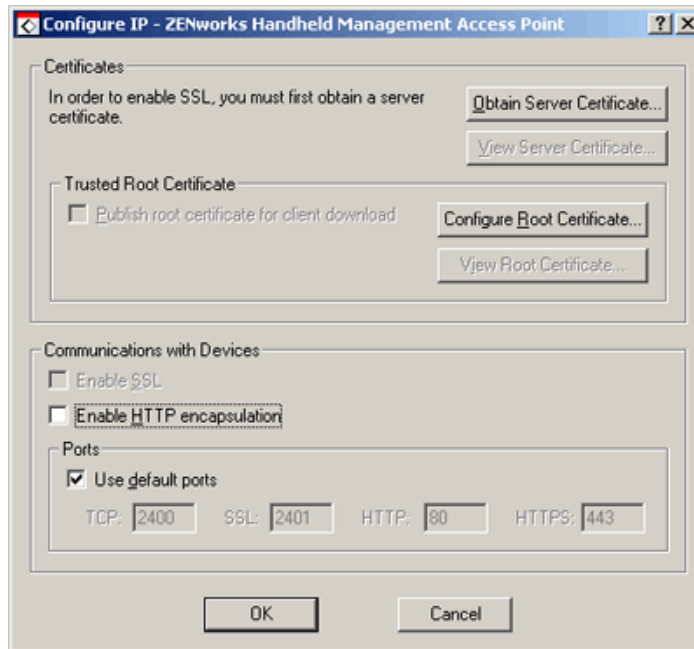 Configure IP - ZENworks Handheld Management Access Point
Certificates
In order to enable SSL, you must first obtain a server
certificate.
Obtain Server Certificate...
View Server Certificate...
Trusted Root Certificate
Publish root certificate for client download
Configure Root Certificate...
View Root Certificate...
Communications with Devices
Enable SSL
Enable HTTP encapsulation
Ports
Use default ports
TCP: 2400 SSL: 2401 HTTP: 80 HTTPS: 443
OK Cancel